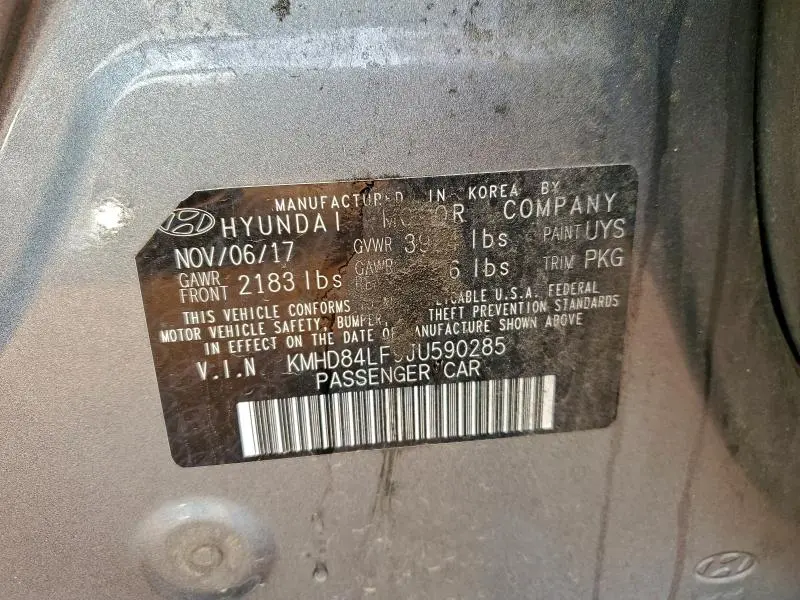 MANUFACTURED IN KOREA BY
HYUNDAI MOTOR COMPANY
NOV/06/17 GVWR lbs PAINT UYS
GAWR FRONT 2183 lbs GAWR lbs TRIM PKG
THIS VEHICLE CONFORMS U.S.A. FEDERAL
MOTOR VEHICLE SAFETY, THEFT PREVENTION STANDARDS
IN EFFECT ON THE DATE OF MANUFACTURE SHOWN ABOVE
V.I.N
PASSENGER CAR